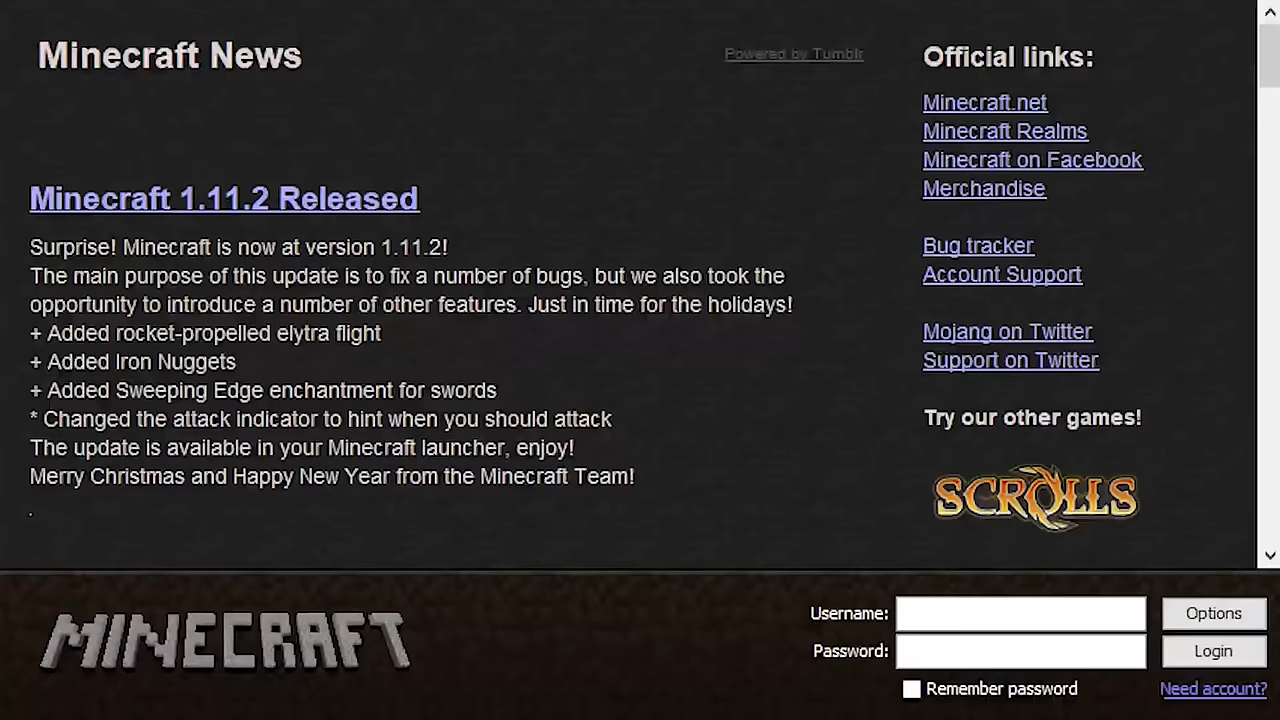 Minecraft News
Powered by Tumblr
Minecraft 1.11.2 Released
Surprise! Minecraft is now at version 1.11.2!
The main purpose of this update is to fix a number of bugs, but we also took the
opportunity to introduce a number of other features. Just in time for the holidays!
+ Added rocket-propelled elytra flight
+ Added Iron Nuggets
+ Added Sweeping Edge enchantment for swords
* Changed the attack indicator to hint when you should attack
The update is available in your Minecraft launcher, enjoy!
Merry Christmas and Happy New Year from the Minecraft Team!
.
Official links:
Minecraft.net
Minecraft Realms
Minecraft on Facebook
Merchandise
Bug tracker
Account Support
Mojang on Twitter
Support on Twitter
Try our other games!
SCROLLS
MINECRAFT
Username:
Options
Password:
Login
Remember password
Need account?